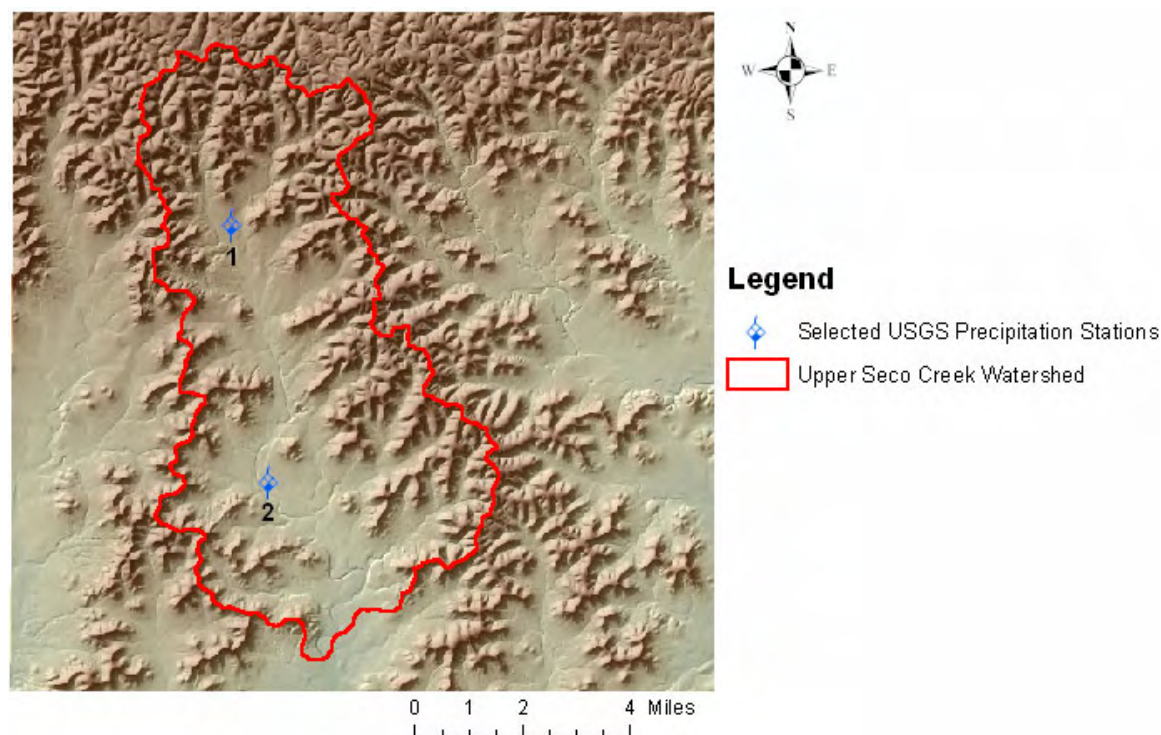 N
W E
S
1
2
Legend
Selected USGS Precipitation Stations
Upper Seco Creek Watershed
0 1 2 4 Miles